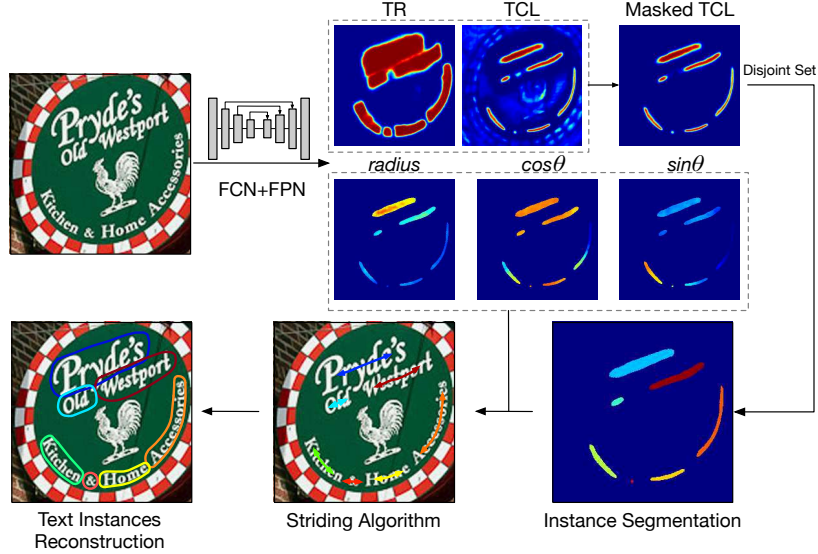 TR TCL Masked TCL
Disjoint Set
Pryde's
Old Westport
Kitchen & Home Accessories
FCN+FPN
radius cosθ sinθ
Pryde's
Old Westport
Kitchen & Home Accessories
Pryde's
Old Westport
Kitchen & Home Accessories
Text Instances
Reconstruction
Striding Algorithm
Instance Segmentation